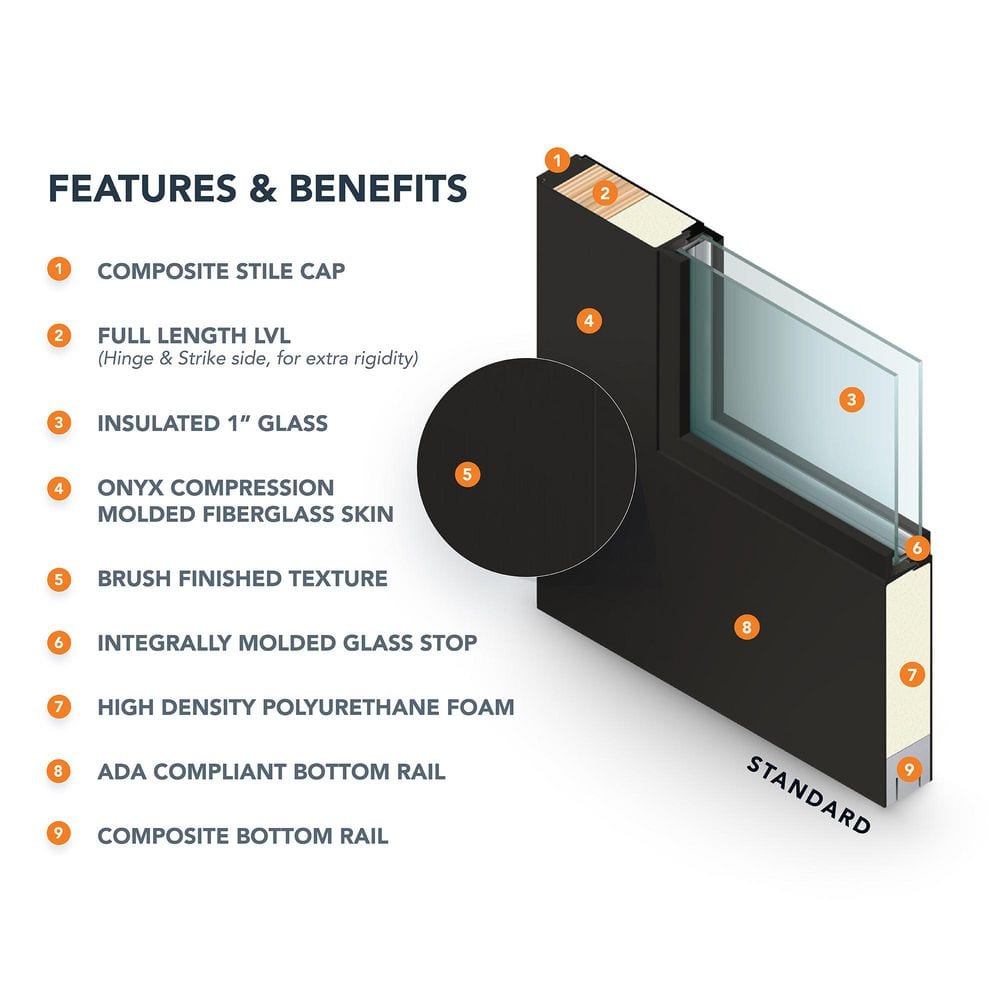 FEATURES & BENEFITS
1 COMPOSITE STILE CAP
2 FULL LENGTH LVL
(Hinge & Strike side, for extra rigidity)
3 INSULATED 1” GLASS
4 ONYX COMPRESSION
MOLDED FIBERGLASS SKIN
5 BRUSH FINISHED TEXTURE
6 INTEGRALLY MOLDED GLASS STOP
7 HIGH DENSITY POLYURETHANE FOAM
8 ADA COMPLIANT BOTTOM RAIL
9 COMPOSITE BOTTOM RAIL
1
2
4
3
5
6
8
7
9
STANDARD